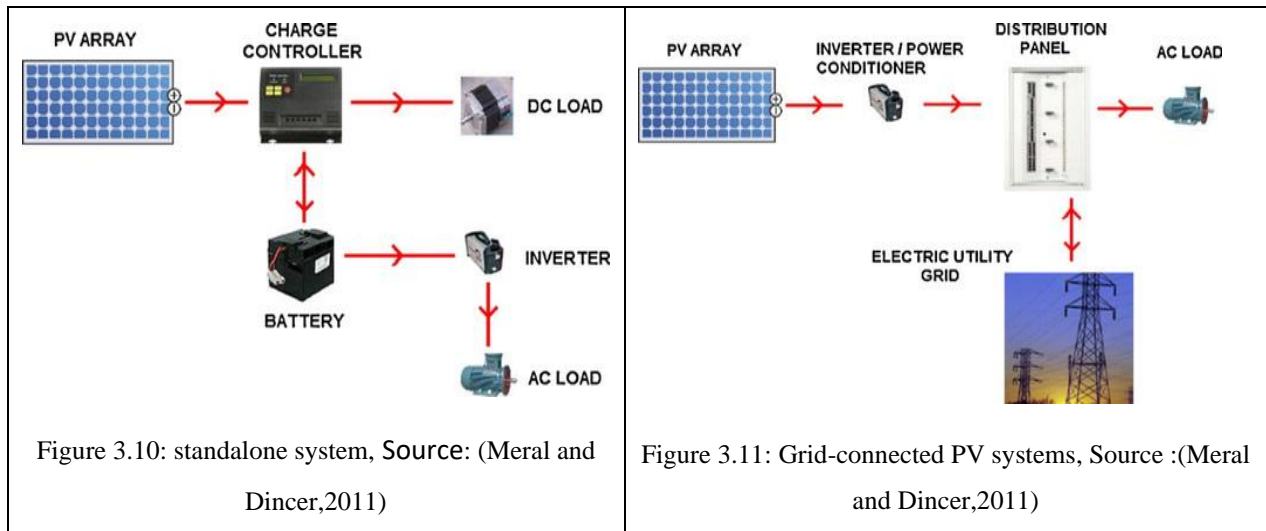 PV ARRAY
CHARGE
CONTROLLER
DC LOAD
BATTERY
INVERTER
AC LOAD
Figure 3.10: standalone system, Source: (Meral and
Dincer,2011)
PV ARRAY
INVERTER / POWER
CONDITIONER
DISTRIBUTION
PANEL
AC LOAD
ELECTRIC UTILITY
GRID
Figure 3.11: Grid-connected PV systems, Source :(Meral
and Dincer,2011)